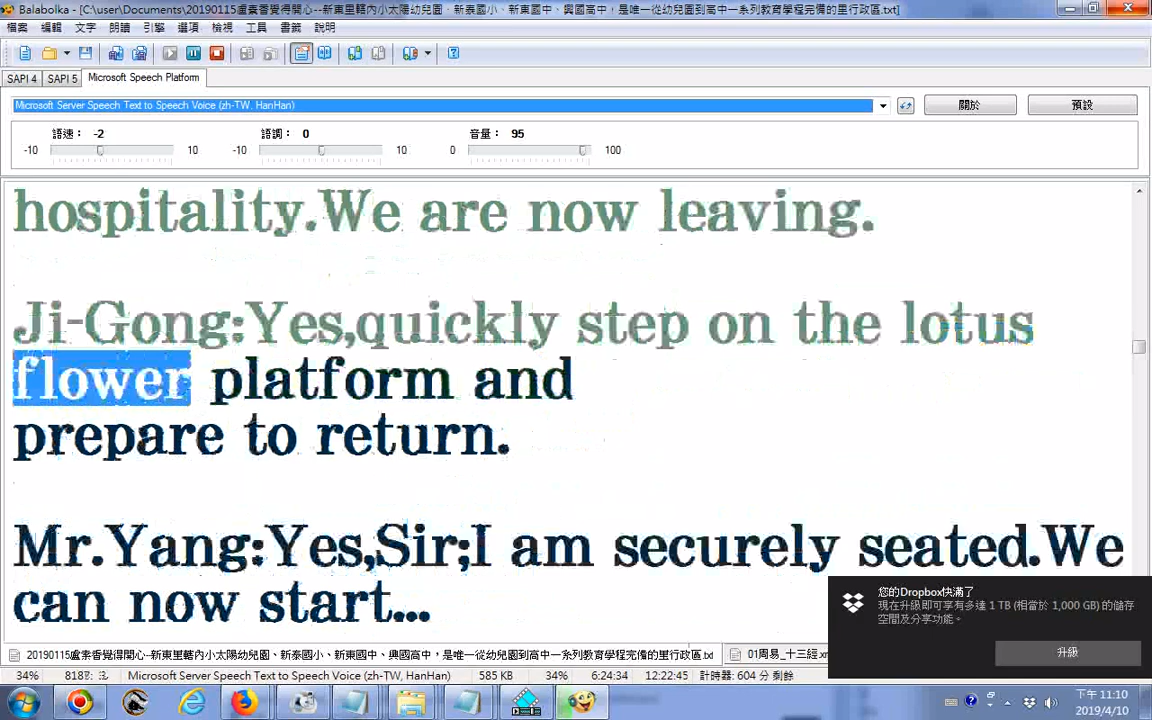 Balabolka - [C:\user\Documents\20190115盧素香覺得開心--新東里轄內小太陽幼兒園、新泰國小、新東國中、興國高中，是唯一從幼兒園到高中一系列教育學程完備的里行政區.txt]
檔案 編輯 文字 朗讀 引擎 選項 檢視 工具 書籤 說明
SAPI 4 SAPI 5 Microsoft Speech Platform
Microsoft Server Speech Text to Speech Voice (zh-TW, HanHan)
關於 預設
語速： -2 語調： 0 音量： 95
-10 10 -10 10 0 100
hospitality.We are now leaving.
Ji-Gong:Yes,quickly step on the lotus
flower platform and
prepare to return.
Mr.Yang:Yes,Sir;I am securely seated.We
can now start...
您的Dropbox快滿了
現在升級即可享有多達 1 TB (相當於 1,000 GB) 的儲存
空間及分享功能。
升級
20190115盧素香覺得開心--新東里轄內小太陽幼兒園、新泰國小、新東國中、興國高中，是唯一從幼兒園到高中一系列教育學程完備的里行政區.txt 01周易_十三經
34% Microsoft Server Speech Text to Speech Voice (zh-TW, HanHan) 585 KB 34% 6:24:34 12:22:45 計時器： 604 分 剩餘
下午 11:10
2019/4/10